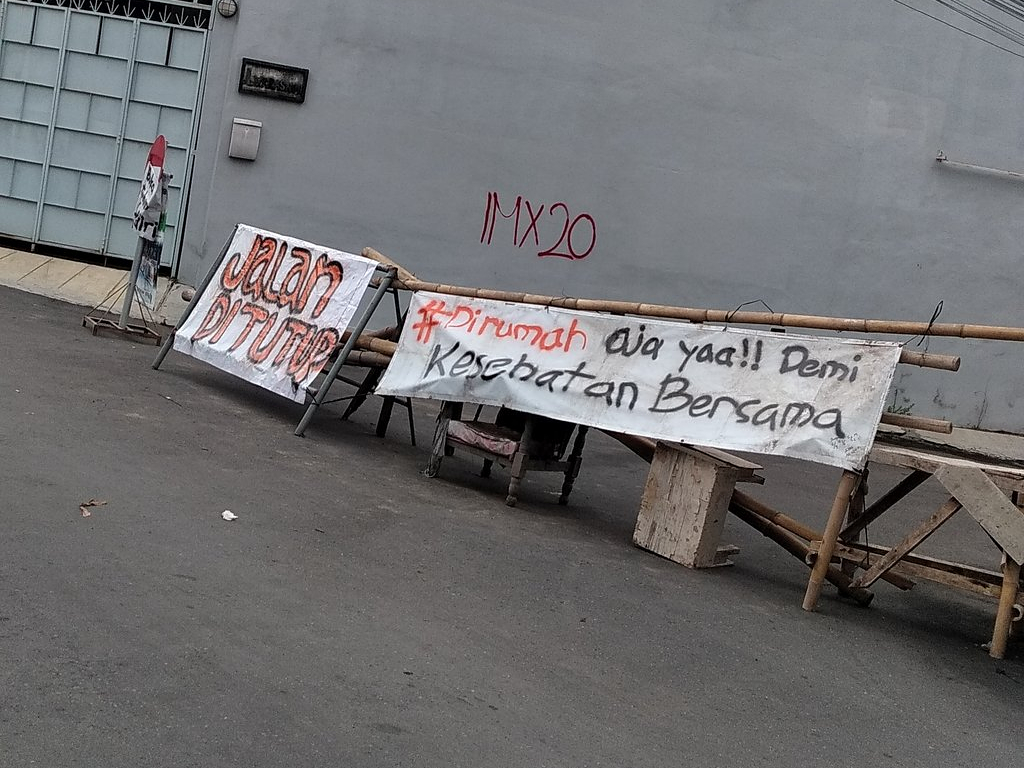 IMX20
JALAN
DITUTUP
#Dirumah aja yaa!! Demi
Kesehatan Bersama